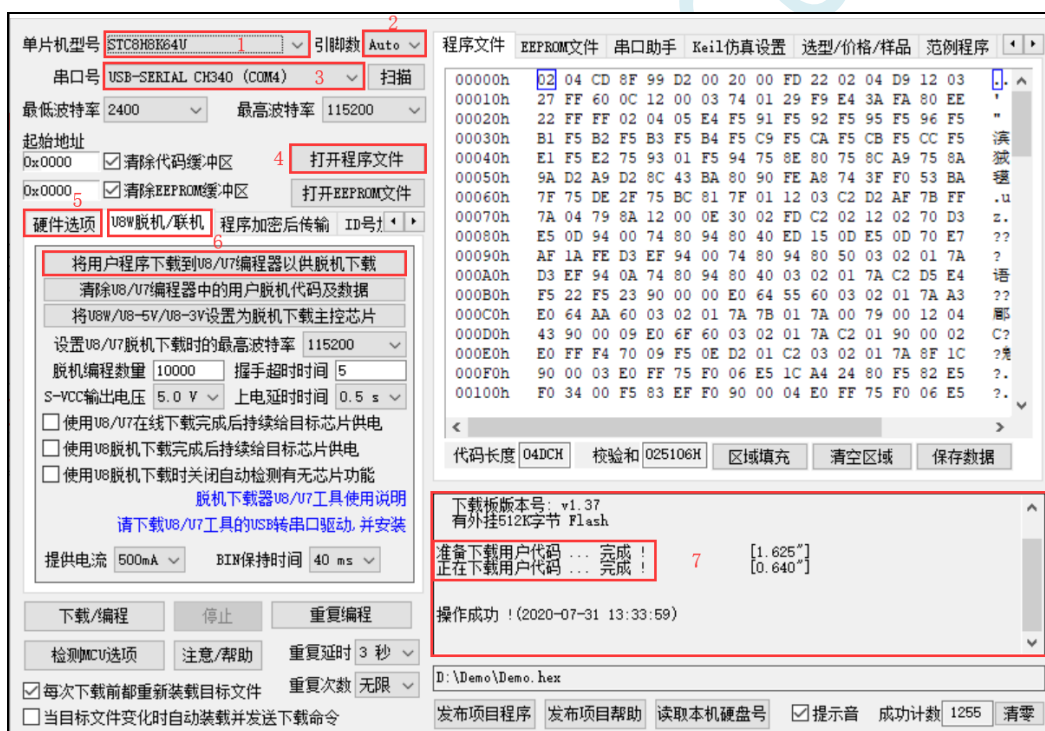 单片机型号 STC8H8K64U 1 引脚数 Auto 2
串口号 USB-SERIAL CH340 (COM4) 3 扫描
最低波特率 2400 最高波特率 115200
起始地址
0x0000 清除代码缓冲区 4 打开程序文件
0x0000 清除EEPROM缓冲区 打开EEPROM文件
5
硬件选项 U8W脱机/联机 程序加密后传输 ID号
6
将用户程序下载到U8/U7编程器以供脱机下载
清除U8/U7编程器中的用户脱机代码及数据
将U8W/U8-5V/U8-3V设置为脱机下载主控芯片
设置U8/U7脱机下载时的最高波特率 115200
脱机编程数量 10000 握手超时时间 5
S-VCC输出电压 5.0 V 上电延时时间 0.5 s
使用U8/U7在线下载完成后持续给目标芯片供电
使用U8脱机下载完成后持续给目标芯片供电
使用U8脱机下载时关闭自动检测有无芯片功能
脱机下载器U8/U7工具使用说明
请下载U8/U7工具的USB转串口驱动,并安装
提供电流 500mA BIN保持时间 40 ms
下载/编程 停止 重复编程
检测MCU选项 注意/帮助 重复延时 3 秒
每次下载前都重新装载目标文件 重复次数 无限
当目标文件变化时自动装载并发送下载命令
程序文件 EEPROM文件 串口助手 Keil仿真设置 选型/价格/样品 范例程序
00000h 02 04 CD 8F 99 D2 00 20 00 FD 22 02 04 D9 12 03 ..
00010h 27 FF 60 0C 12 00 03 74 01 29 F9 E4 3A FA 80 EE '
00020h 22 FF FF 02 04 05 E4 F5 91 F5 92 F5 95 F5 96 F5 "
00030h B1 F5 B2 F5 B3 F5 B4 F5 C9 F5 CA F5 CB F5 CC F5
00040h E1 F5 E2 75 93 01 F5 94 75 8E 80 75 8C A9 75 8A
00050h 9A D2 A9 D2 8C 43 BA 80 90 FE A8 74 3F F0 53 BA
00060h 7F 75 DE 2F 75 BC 81 7F 01 12 03 C2 D2 AF 7B FF .u
00070h 7A 04 79 8A 12 00 0E 30 02 FD C2 02 12 02 70 D3 z.
00080h E5 0D 94 00 74 80 94 80 40 ED 15 0D E5 0D 70 E7 ??
00090h AF 1A FE D3 EF 94 00 74 80 94 80 50 03 02 01 7A ?
000A0h D3 EF 94 0A 74 80 94 80 40 03 02 01 7A C2 D5 E4 语
000B0h F5 22 F5 23 90 00 00 E0 64 55 60 03 02 01 7A A3 ??
000C0h E0 64 AA 60 03 02 01 7A 7B 01 7A 00 79 00 12 04
000D0h 43 90 00 09 E0 6F 60 03 02 01 7A C2 01 90 00 02 C?
000E0h E0 FF F4 70 09 F5 0E D2 01 C2 03 02 01 7A 8F 1C
000F0h 90 00 03 E0 FF 75 F0 06 E5 1C A4 24 80 F5 82 E5 ?.
00100h F0 34 00 F5 83 EF F0 90 00 04 E0 FF 75 F0 06 E5 ?.
代码长度 04DCH 校验和 025106H 区域填充 清空区域 保存数据
下载板版本号: v1.37
有外挂512K字节 Flash
准备下载用户代码 ... 完成 ! [1.625"]
正在下载用户代码 ... 完成 ! 7 [0.640"]
操作成功 !(2020-07-31 13:33:59)
D:\Demo\Demo.hex
发布项目程序 发布项目帮助 读取本机硬盘号 提示音 成功计数 1255 清零